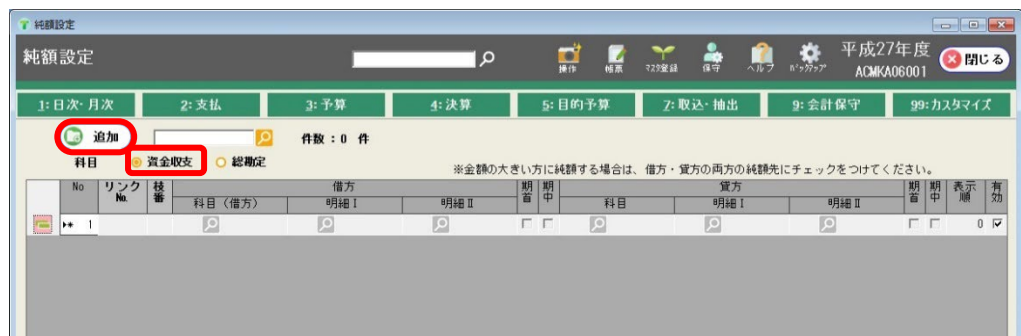 純額設定
純額設定
操作 帳票 マスタ登録 保守 ヘルプ バックアップ
平成27年度
ACMKA06001
閉じる
1:日次・月次 2:支払 3:予算 4:決算 5:目的予算 7:取込・抽出 9:会計保守 99:カスタマイズ
追加 件数：0 件
科目 資金収支 総勘定 ※金額の大きい方に純額する場合は、借方・貸方の両方の純額先にチェックをつけてください。
No リンクNo. 枝番 借方 期首 期中 貸方 期首 期中 表示順 有効
科目（借方） 明細Ⅰ 明細Ⅱ 科目 明細Ⅰ 明細Ⅱ
1 0